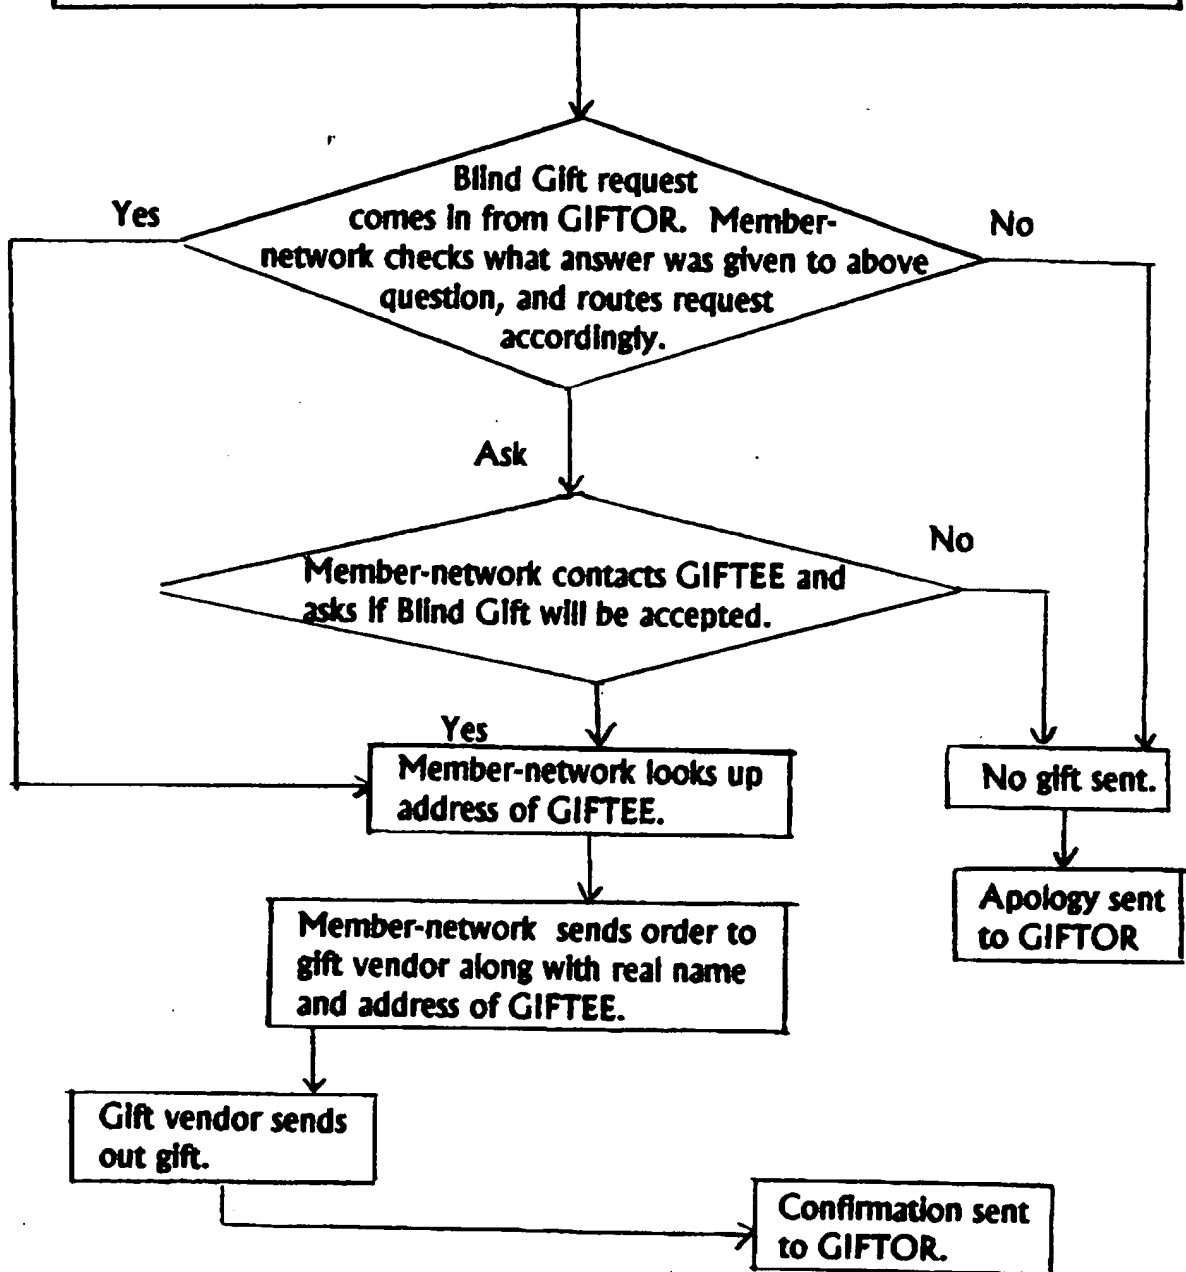 Blind Gift request
comes in from GIFTOR. Member-
network checks what answer was given to above
question, and routes request
accordingly.
Yes
No
Ask
Member-network contacts GIFTEE and
asks if Blind Gift will be accepted.
No
Yes
Member-network looks up
address of GIFTEE.
No gift sent.
Member-network sends order to
gift vendor along with real name
and address of GIFTEE.
Apology sent
to GIFTOR
Gift vendor sends
out gift.
Confirmation sent
to GIFTOR.